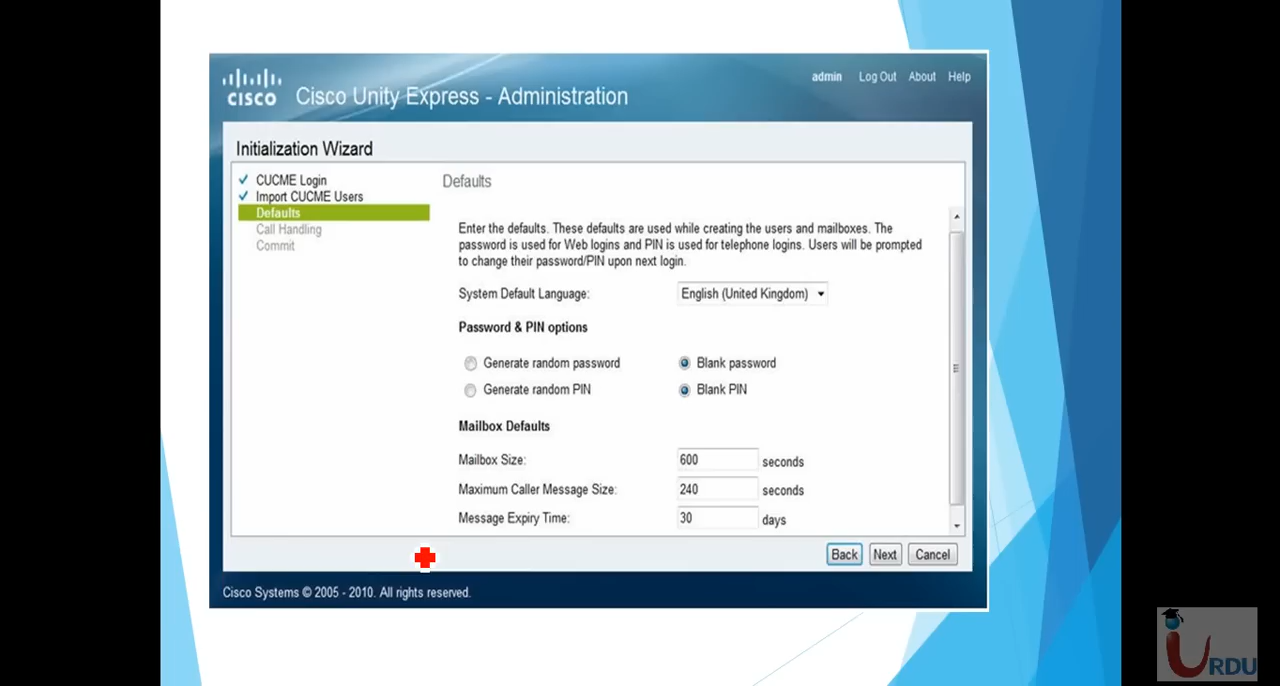 CISCO
Cisco Unity Express - Administration
admin Log Out About Help
Initialization Wizard
CUCME Login
Import CUCME Users
Defaults
Call Handling
Commit
Defaults
Enter the defaults. These defaults are used while creating the users and mailboxes. The
password is used for Web logins and PIN is used for telephone logins. Users will be prompted
to change their password/PIN upon next login.
System Default Language: English (United Kingdom)
Password & PIN options
Generate random password Blank password
Generate random PIN Blank PIN
Mailbox Defaults
Mailbox Size: 600 seconds
Maximum Caller Message Size: 240 seconds
Message Expiry Time: 30 days
Back Next Cancel
Cisco Systems © 2005 - 2010. All rights reserved.
iURDU